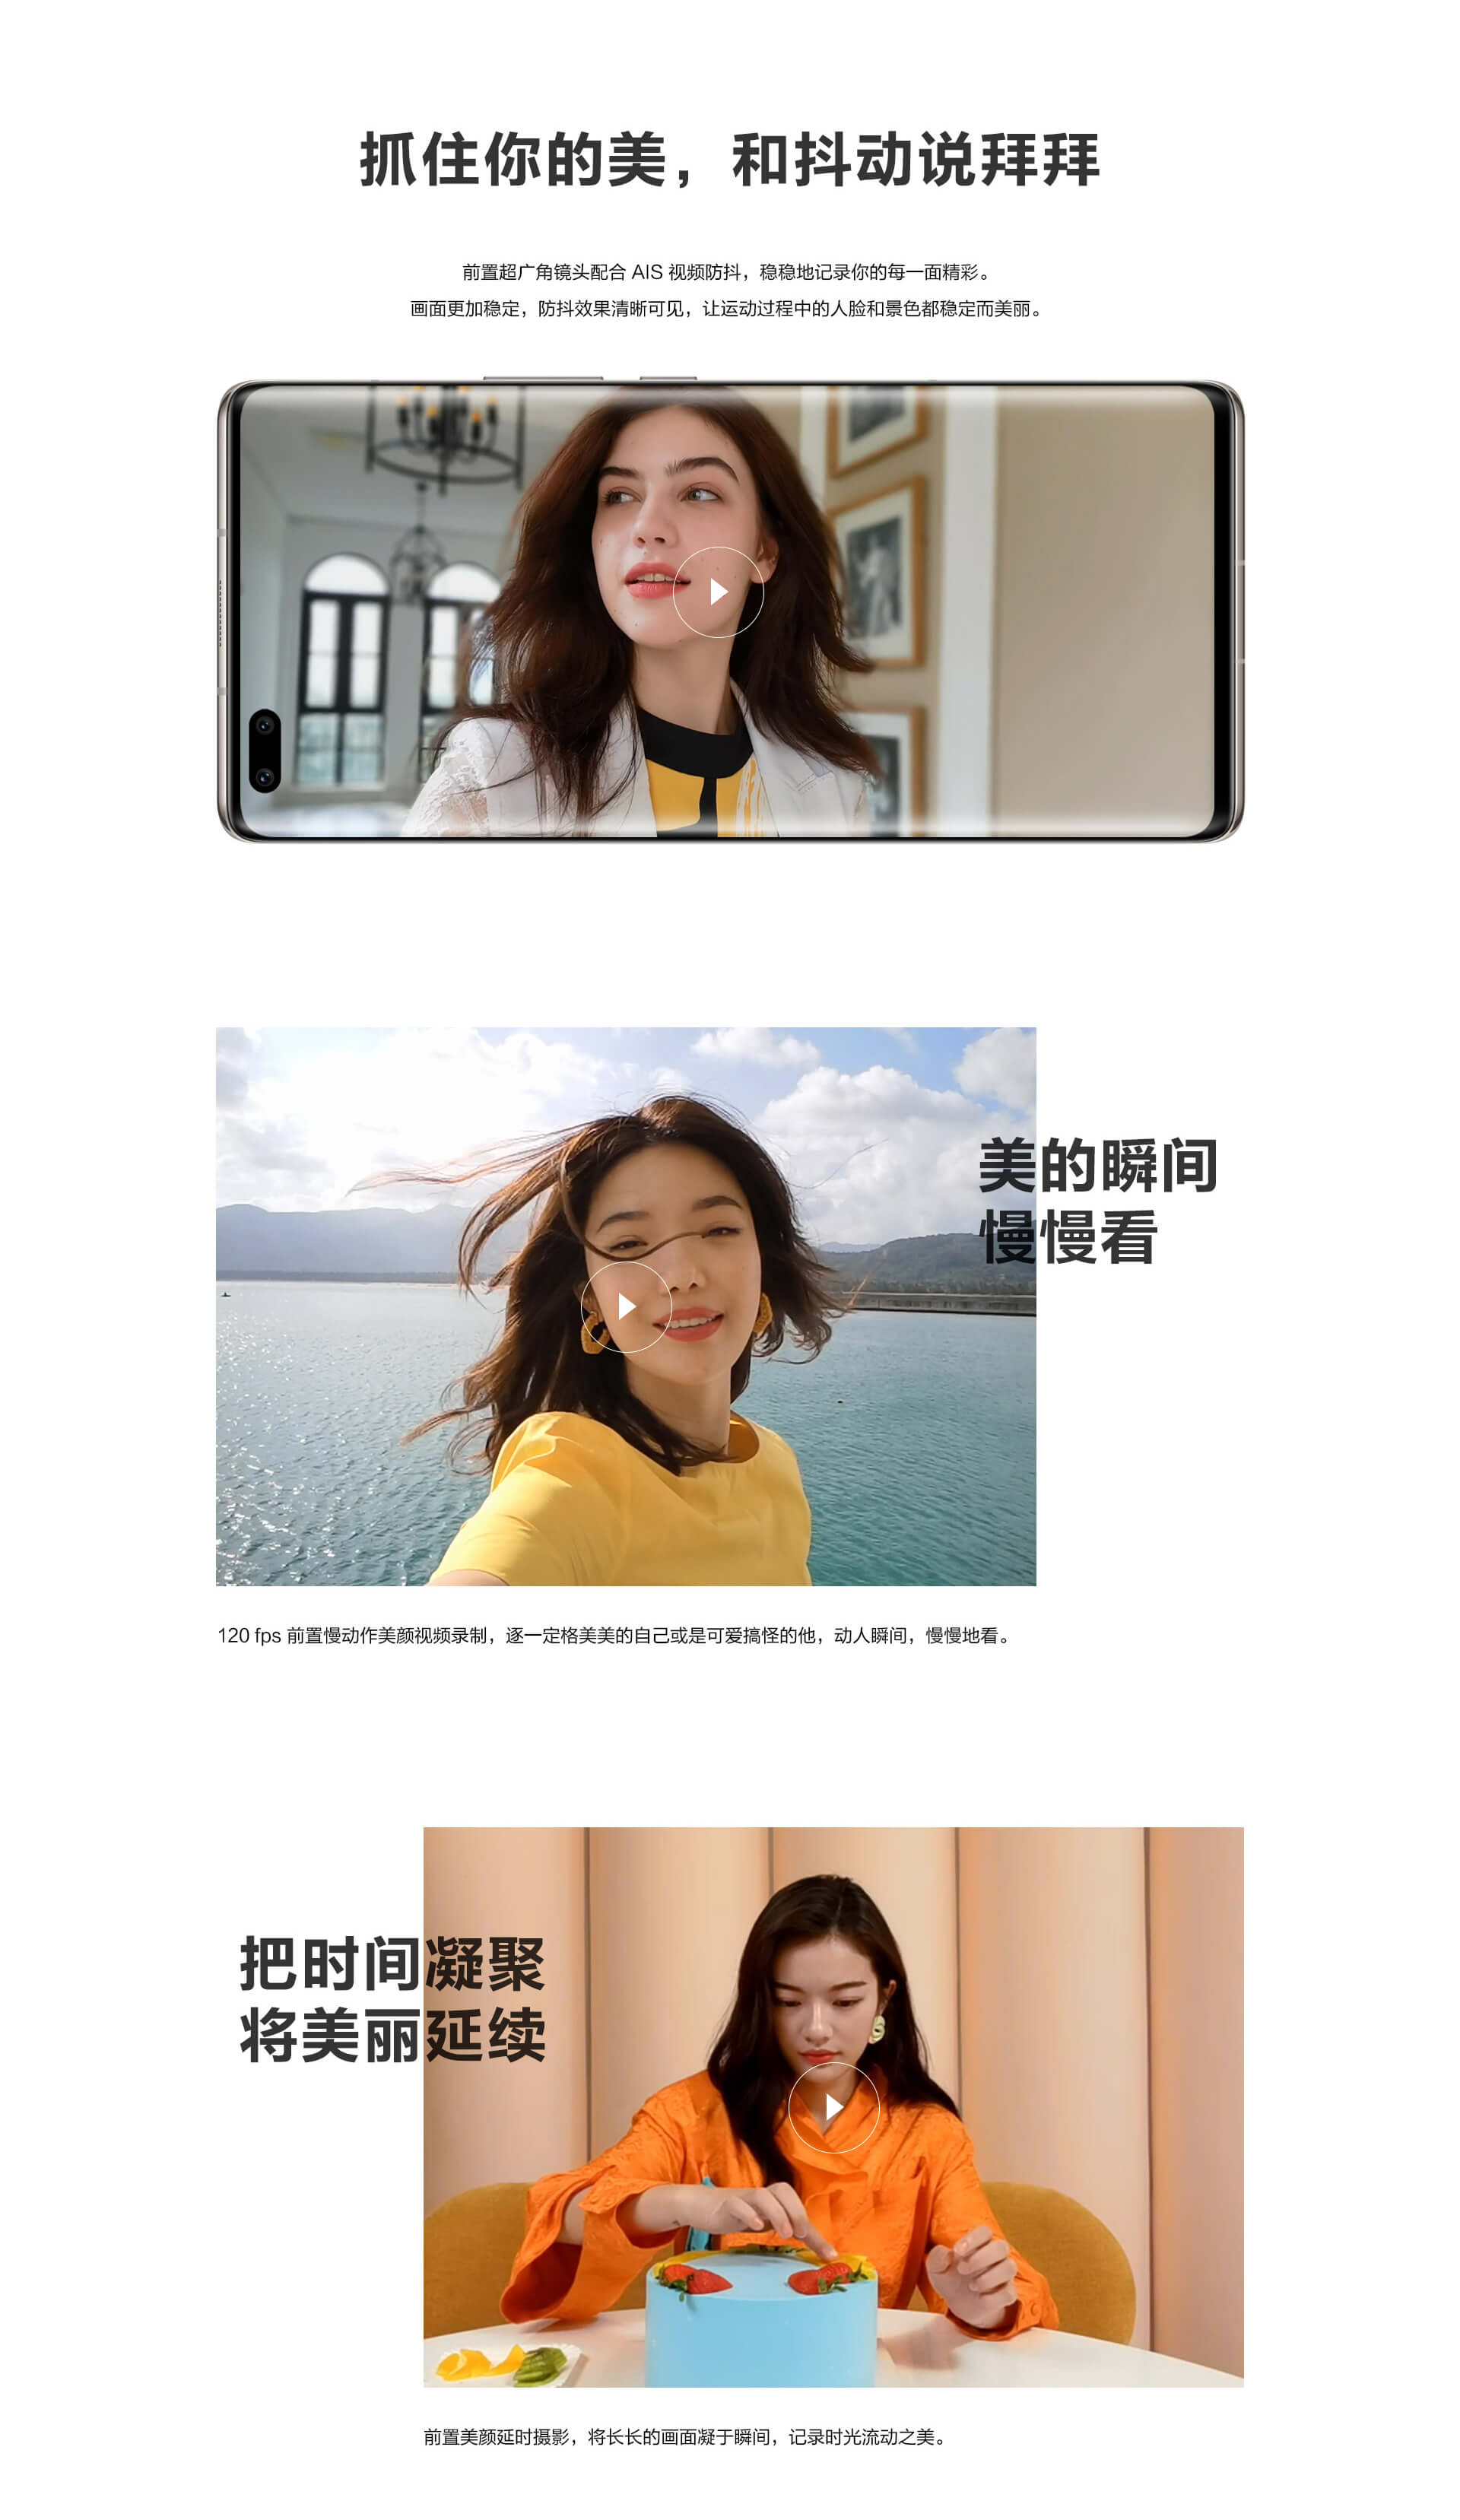 抓住你的美，和抖动说拜拜
前置超广角镜头配合 AIS 视频防抖，稳稳地记录你的每一面精彩。
画面更加稳定，防抖效果清晰可见，让运动过程中的人脸和景色都稳定而美丽。
美的瞬间
慢慢看
120 fps 前置慢动作美颜视频录制，逐一定格美美的自己或是可爱搞怪的他，动人瞬间，慢慢地看。
把时间凝聚
将美丽延续
前置美颜延时摄影，将长长的画面凝于瞬间，记录时光流动之美。